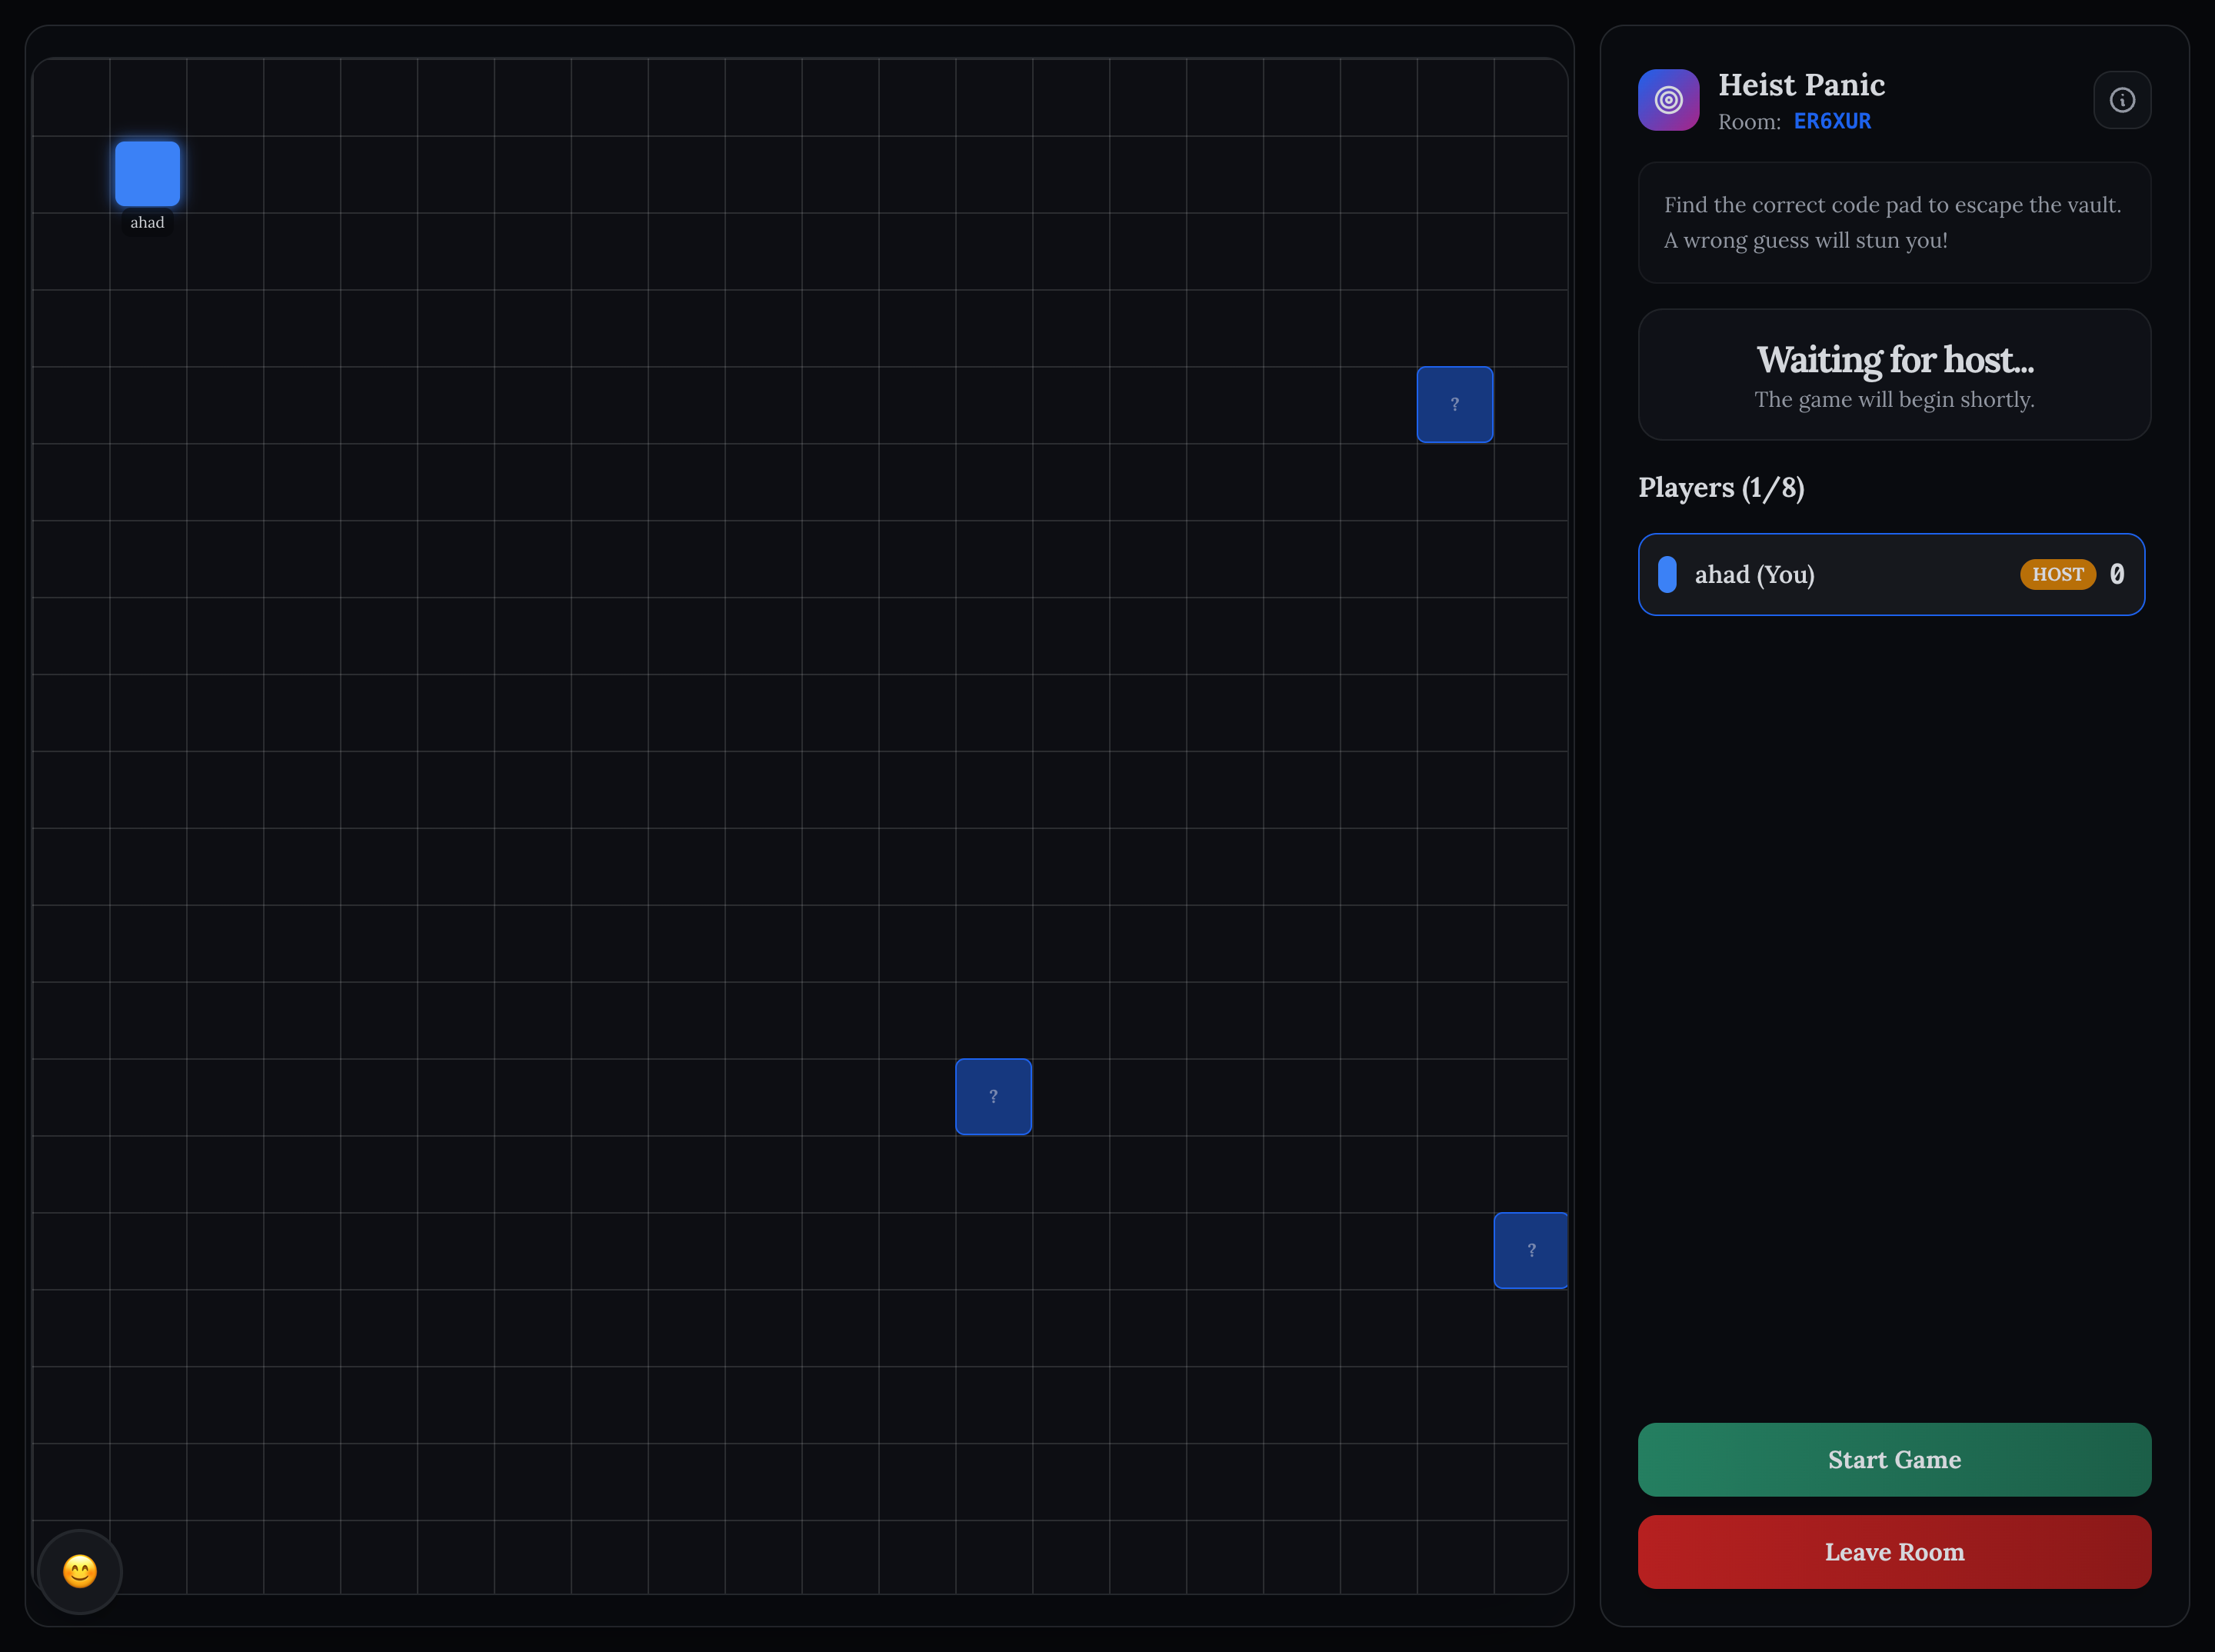 ahad
?
?
?
Heist Panic
Room: ER6XUR
Find the correct code pad to escape the vault.
A wrong guess will stun you!
Waiting for host...
The game will begin shortly.
Players (1/8)
ahad (You) HOST 0
Start Game
Leave Room